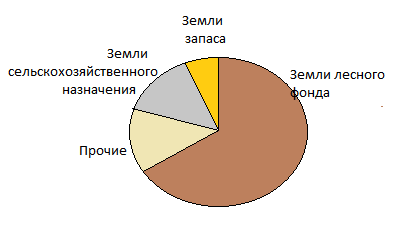 Земли
запаса
Земли
сельскохозяйственного
назначения
Земли лесного
фонда
Прочие